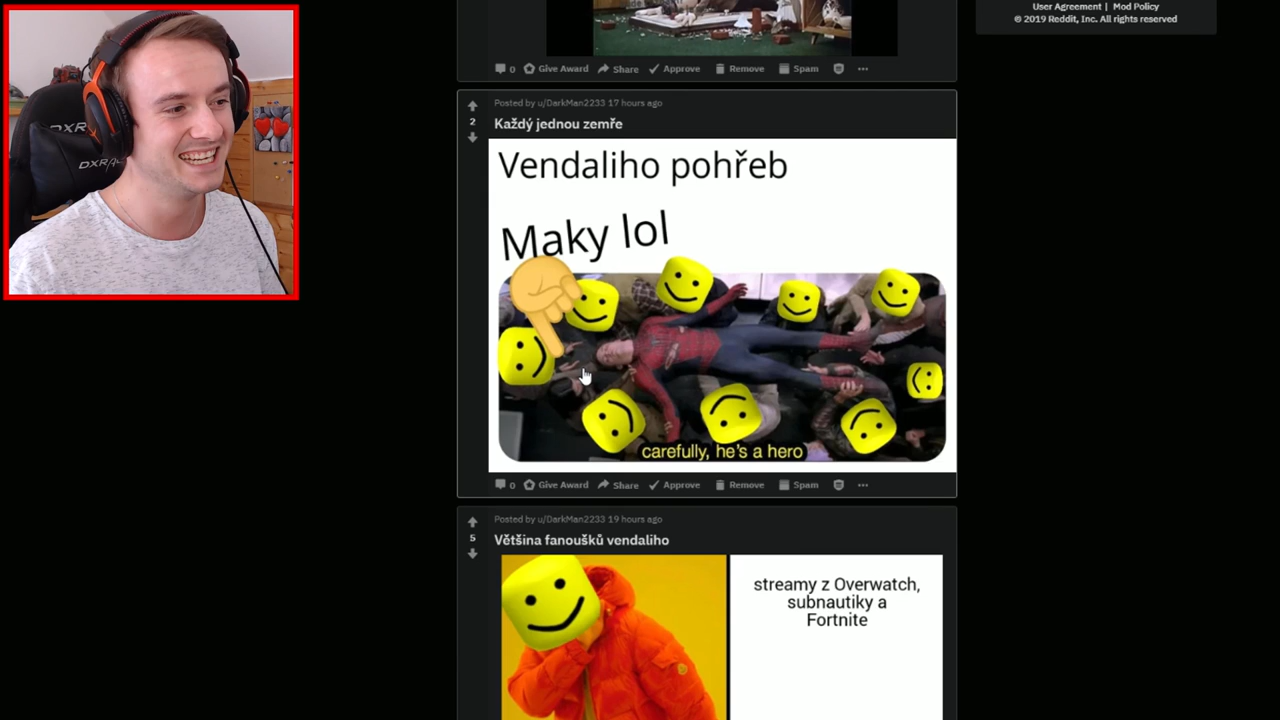 User Agreement | Mod Policy
© 2019 Reddit, Inc. All rights reserved
0 Give Award Share Approve Remove Spam
DXR
DXRA
Posted by u/DarkMan2233 17 hours ago
2
Každý jednou zemře
Vendaliho pohřeb
Maky lol
carefully, he's a hero
0 Give Award Share Approve Remove Spam
Posted by u/DarkMan2233 19 hours ago
5
Většina fanoušků vendaliho
streamy z Overwatch,
subnautiky a
Fortnite